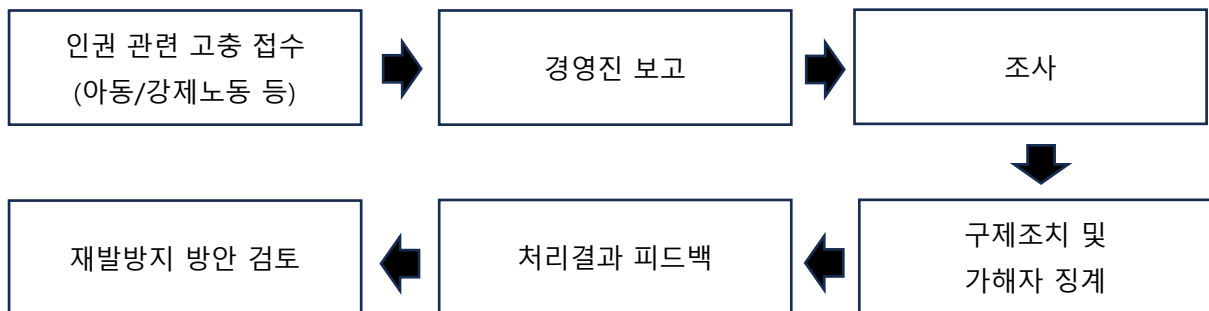 인권 관련 고충 접수
(아동/강제노동 등)
경영진 보고
조사
구제조치 및
가해자 징계
처리결과 피드백
재발방지 방안 검토